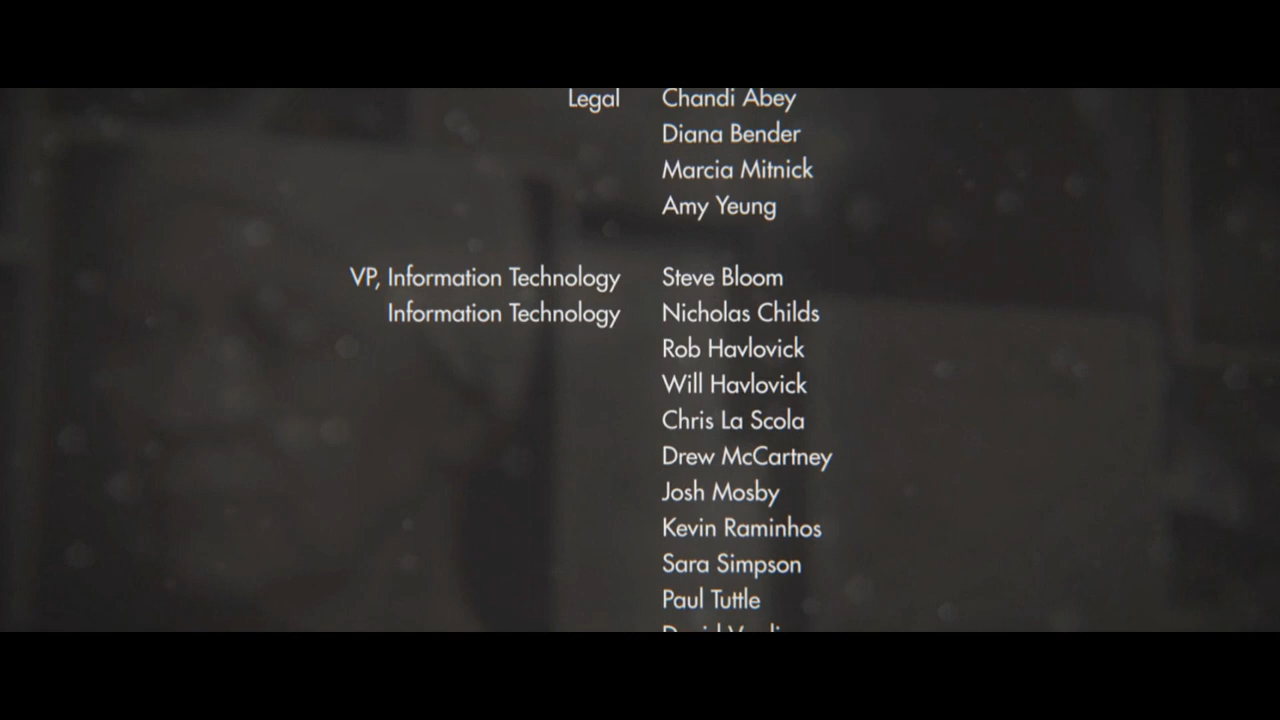 Legal Chandi Abey
Diana Bender
Marcia Mitnick
Amy Yeung
VP, Information Technology Steve Bloom
Information Technology Nicholas Childs
Rob Havlovick
Will Havlovick
Chris La Scola
Drew McCartney
Josh Mosby
Kevin Raminhos
Sara Simpson
Paul Tuttle